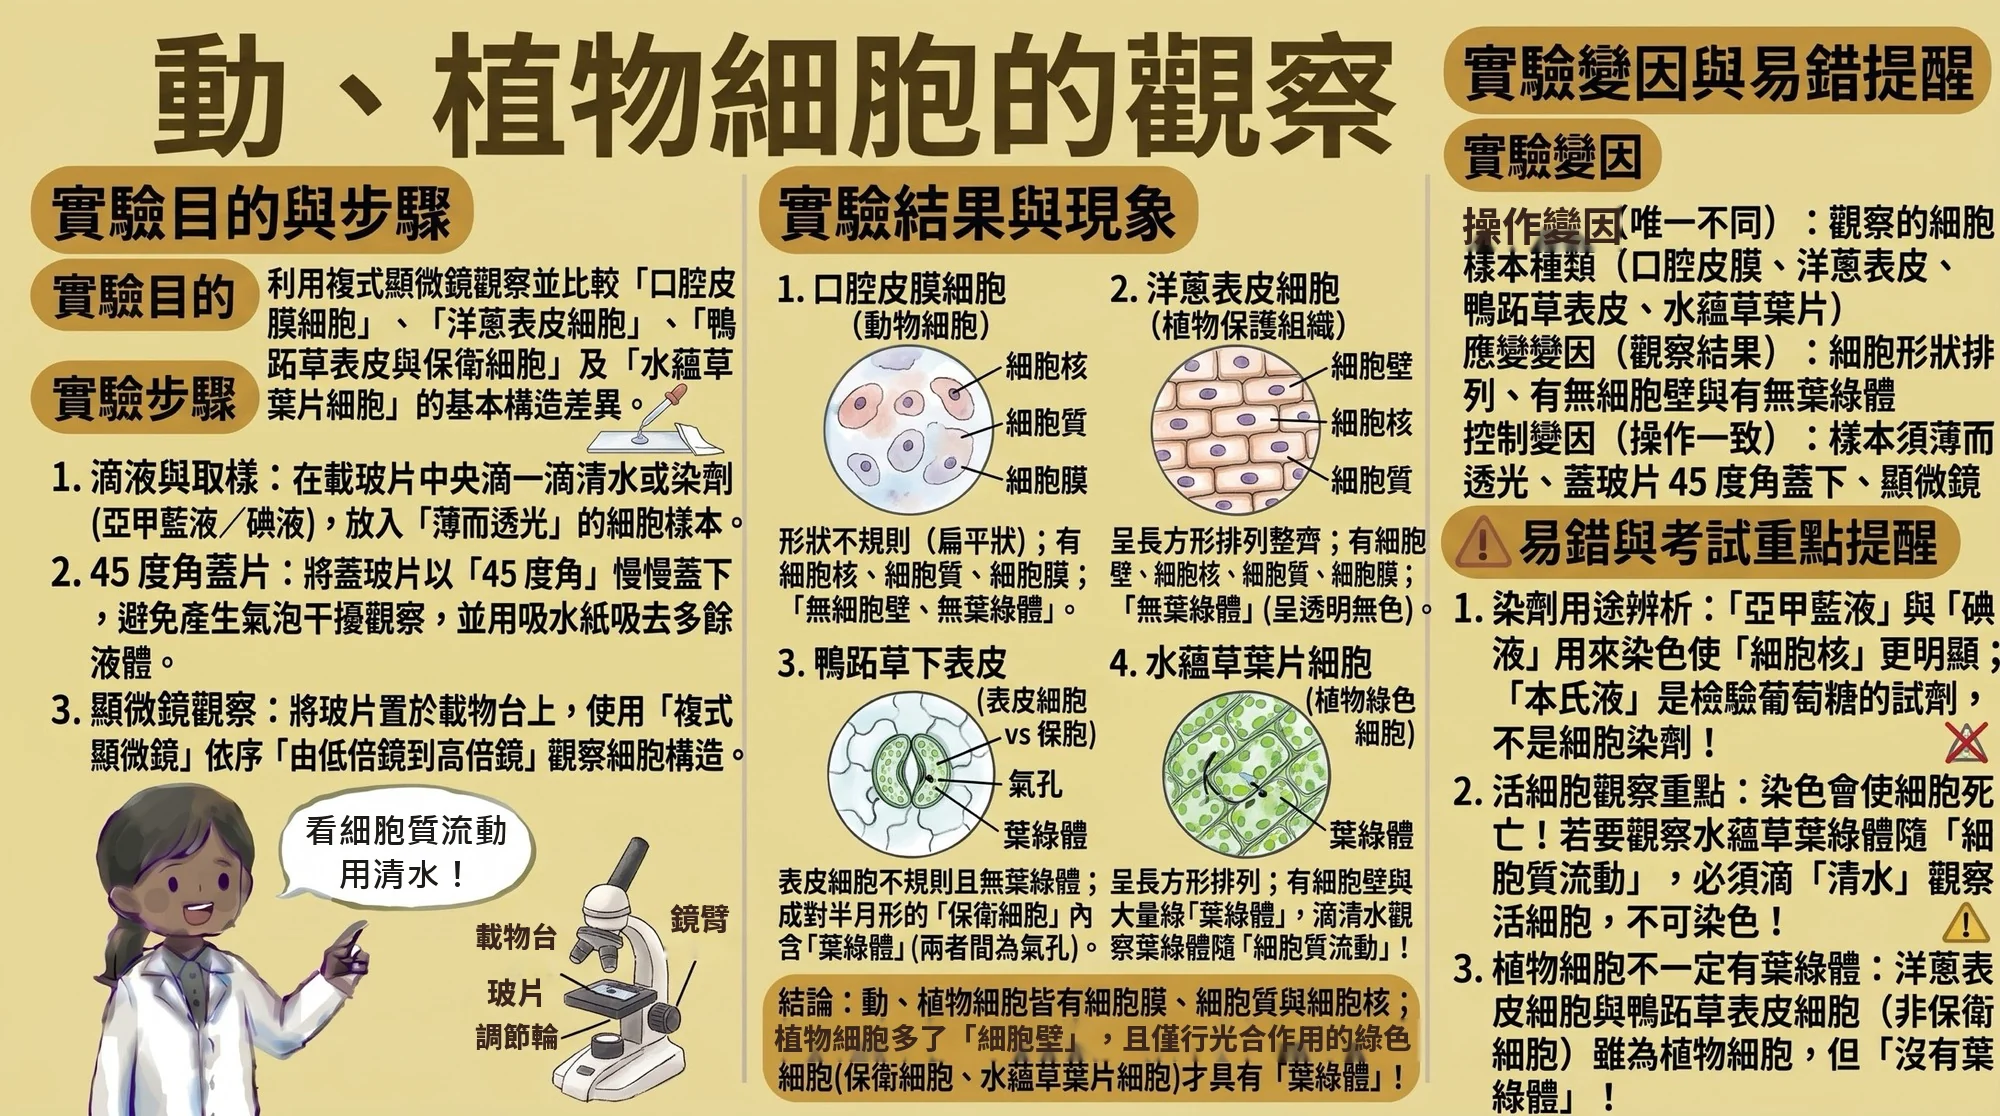 動、植物細胞的觀察
實驗目的與步驟
實驗目的
利用複式顯微鏡觀察並比較「口腔皮
膜細胞」、「洋蔥表皮細胞」、「鴨
跖草表皮與保衛細胞」及「水蘊草
葉片細胞」的基本構造差異。
實驗步驟
1. 滴液與取樣：在載玻片中央滴一滴清水或染劑
(亞甲藍液／碘液)，放入「薄而透光」的細胞樣本。
2. 45 度角蓋片：將蓋玻片以「45 度角」慢慢蓋下
，避免產生氣泡干擾觀察，並用吸水紙吸去多餘
液體。
3. 顯微鏡觀察：將玻片置於載物台上，使用「複式
顯微鏡」依序「由低倍鏡到高倍鏡」觀察細胞構造。
看細胞質流動
用清水！
載物台
鏡臂
玻片
調節輪
實驗結果與現象
1. 口腔皮膜細胞
（動物細胞）
細胞核
細胞質
細胞膜
形狀不規則（扁平狀）；有
細胞核、細胞質、細胞膜；
「無細胞壁、無葉綠體」。
2. 洋蔥表皮細胞
（植物保護組織）
細胞壁
細胞核
細胞質
呈長方形排列整齊；有細胞
壁、細胞核、細胞質、細胞膜；
「無葉綠體」(呈透明無色)。
3. 鴨跖草下表皮
(表皮細胞
vs 保胞)
氣孔
葉綠體
表皮細胞不規則且無葉綠體；
成對半月形的「保衛細胞」內
含「葉綠體」(兩者間為氣孔)。
4. 水蘊草葉片細胞
(植物綠色
細胞)
葉綠體
呈長方形排列；有細胞壁與
大量綠「葉綠體」，滴清水觀
察葉綠體隨「細胞質流動」！
結論：動、植物細胞皆有細胞膜、細胞質與細胞核；
植物細胞多了「細胞壁」，且僅行光合作用的綠色
細胞(保衛細胞、水蘊草葉片細胞)才具有「葉綠體」！
實驗變因與易錯提醒
實驗變因
操作變因（唯一不同）：觀察的細胞
樣本種類（口腔皮膜、洋蔥表皮、
鴨跖草表皮、水蘊草葉片）
應變變因（觀察結果）：細胞形狀排
列、有無細胞壁與有無葉綠體
控制變因（操作一致）：樣本須薄而
透光、蓋玻片 45 度角蓋下、顯微鏡
易錯與考試重點提醒
1. 染劑用途辨析：「亞甲藍液」與「碘
液」用來染色使「細胞核」更明顯；
「本氏液」是檢驗葡萄糖的試劑，
不是細胞染劑！
2. 活細胞觀察重點：染色會使細胞死
亡！若要觀察水蘊草葉綠體隨「細
胞質流動」，必須滴「清水」觀察
活細胞，不可染色！
3. 植物細胞不一定有葉綠體：洋蔥表
皮細胞與鴨跖草表皮細胞（非保衛
細胞）雖為植物細胞，但「沒有葉
綠體」！